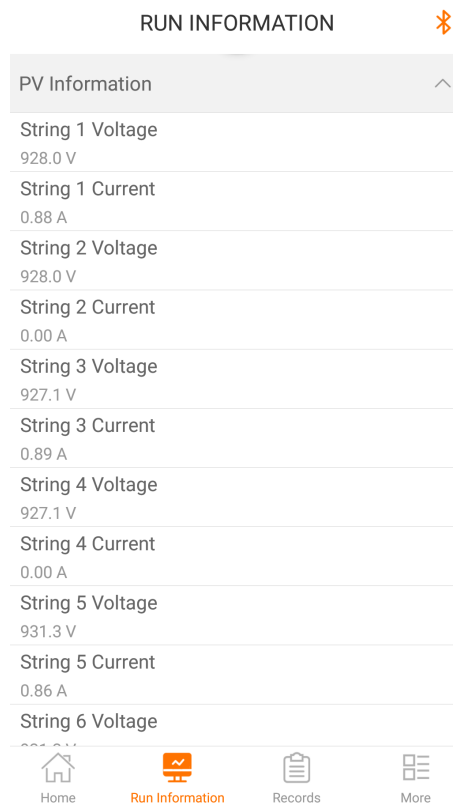 RUN INFORMATION
PV Information
String 1 Voltage
928.0 V
String 1 Current
0.88 A
String 2 Voltage
928.0 V
String 2 Current
0.00 A
String 3 Voltage
927.1 V
String 3 Current
0.89 A
String 4 Voltage
927.1 V
String 4 Current
0.00 A
String 5 Voltage
931.3 V
String 5 Current
0.86 A
String 6 Voltage
Home
Run Information
Records
More